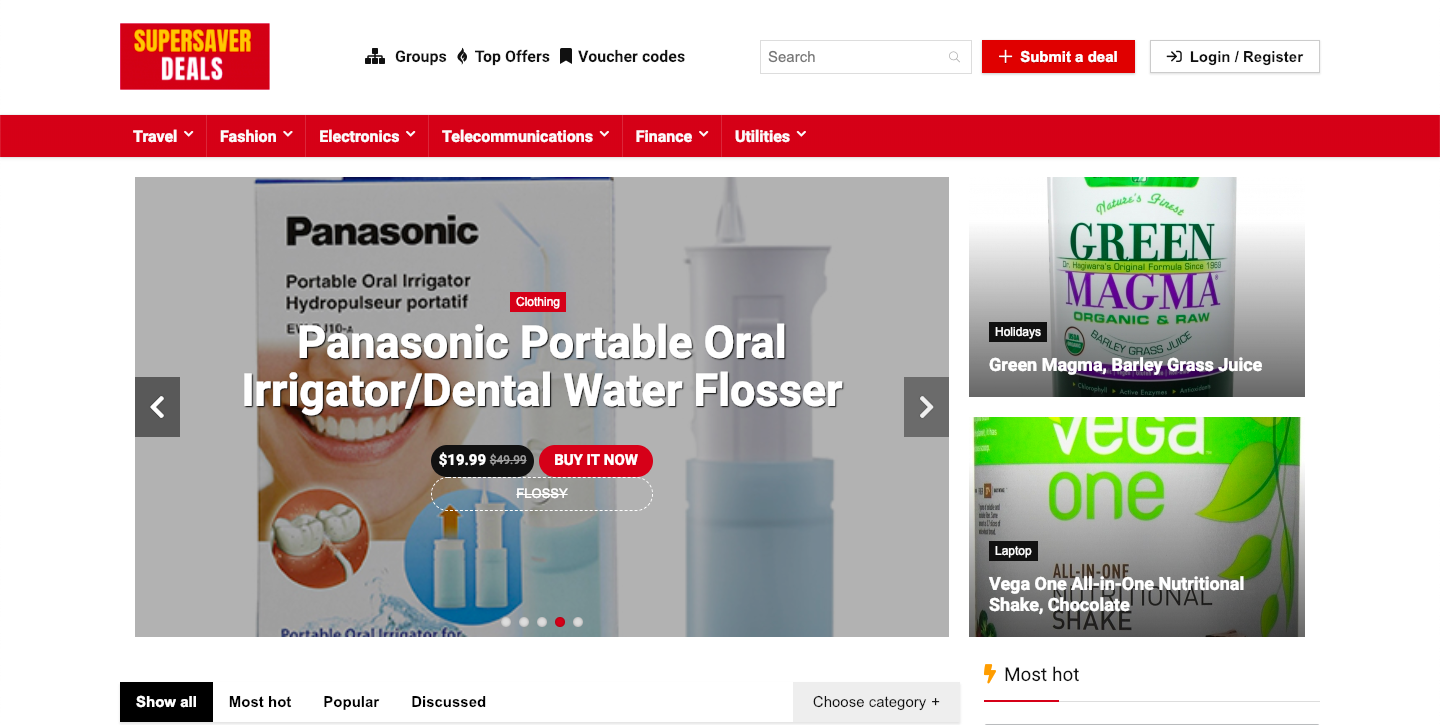 SUPERSAVER
DEALS
Groups
Top Offers
Voucher codes
Search
Submit a deal
Login / Register
Travel
Fashion
Electronics
Telecommunications
Finance
Utilities
Panasonic
Portable Oral Irrigator
Hydropulseur portatif
Clothing
Panasonic Portable Oral
Irrigator/Dental Water Flosser
$19.99 $49.99
BUY IT NOW
FLOSSY
Portable Oral Irrigator for
Nature's Finest
GREEN
Dr. Hagiwara's Original Formula Since 1969
MAGMA
ORGANIC & RAW
BARLEY GRASS JUICE
Holidays
Green Magma, Barley Grass Juice
Chlorophyll • Active Enzymes • Antioxidants
vega
one
ALL-IN-ONE
NUTRITIONAL
SHAKE
Laptop
Vega One All-in-One Nutritional
Shake, Chocolate
Most hot
Show all
Most hot
Popular
Discussed
Choose category +